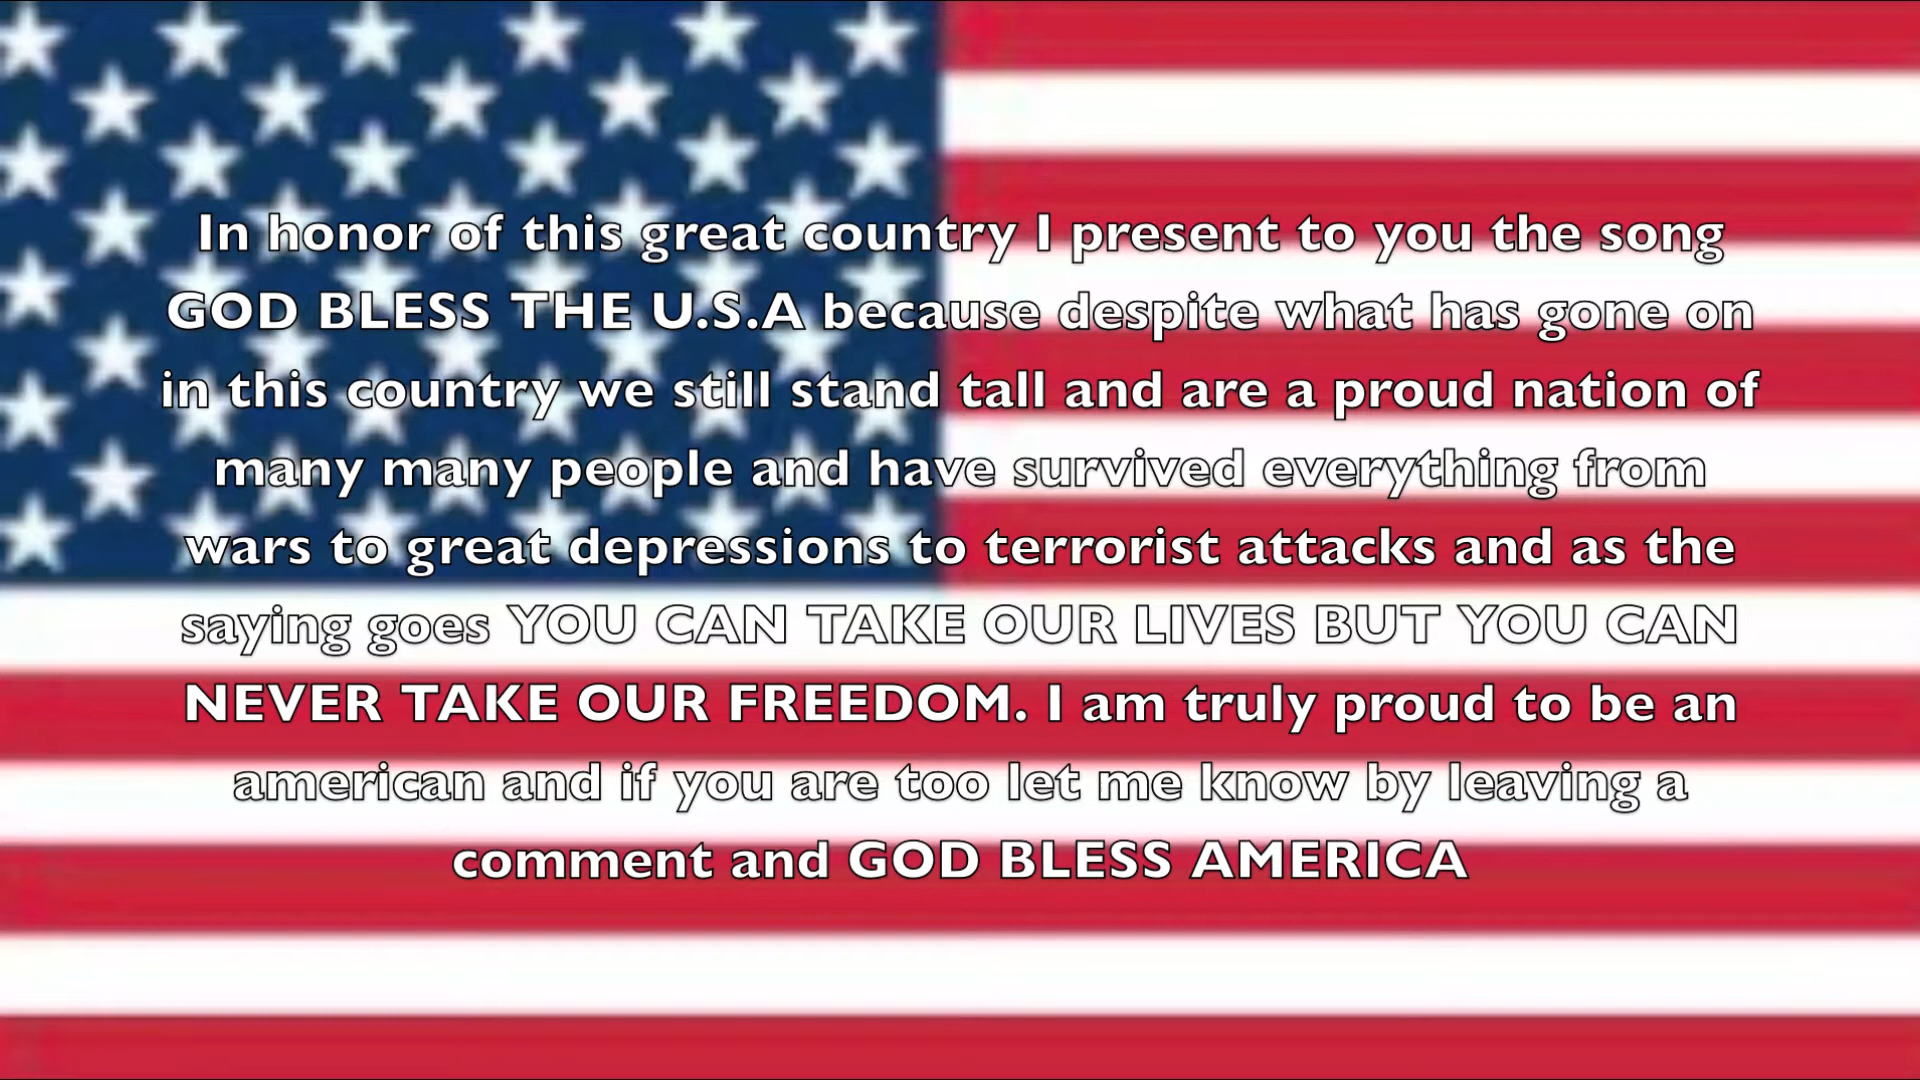 In honor of this great country I present to you the song
GOD BLESS THE U.S.A because despite what has gone on
in this country we still stand tall and are a proud nation of
many many people and have survived everything from
wars to great depressions to terrorist attacks and as the
saying goes YOU CAN TAKE OUR LIVES BUT YOU CAN
NEVER TAKE OUR FREEDOM. I am truly proud to be an
american and if you are too let me know by leaving a
comment and GOD BLESS AMERICA